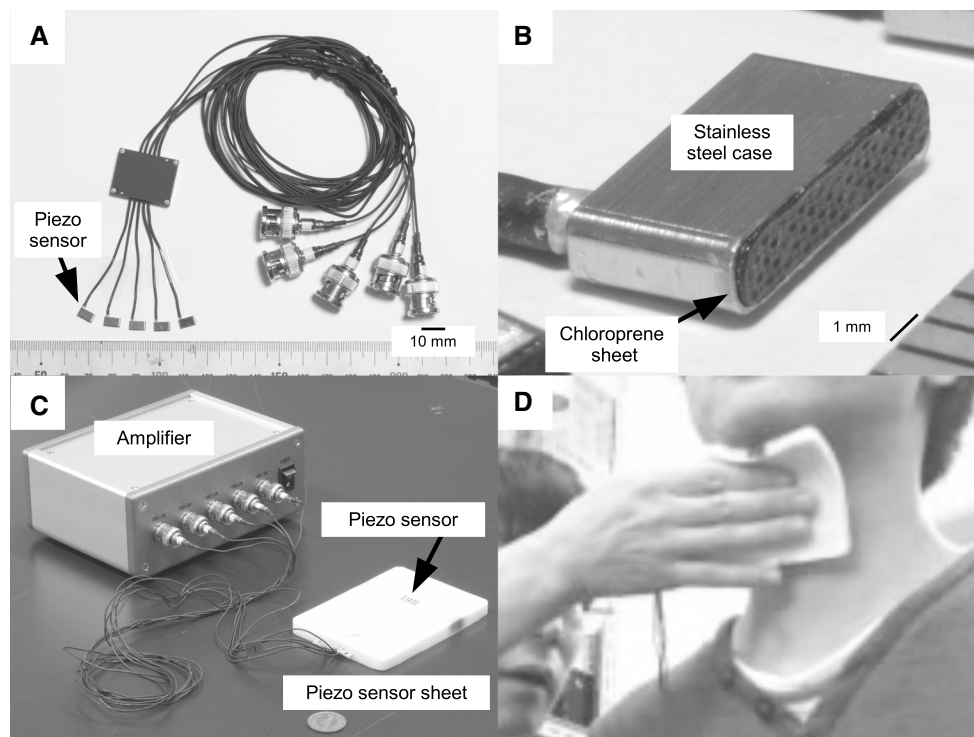 A
Piezo
sensor
10 mm
B
Stainless
steel case
Chloroprene
sheet
1 mm
C
Amplifier
Piezo sensor
Piezo sensor sheet
D